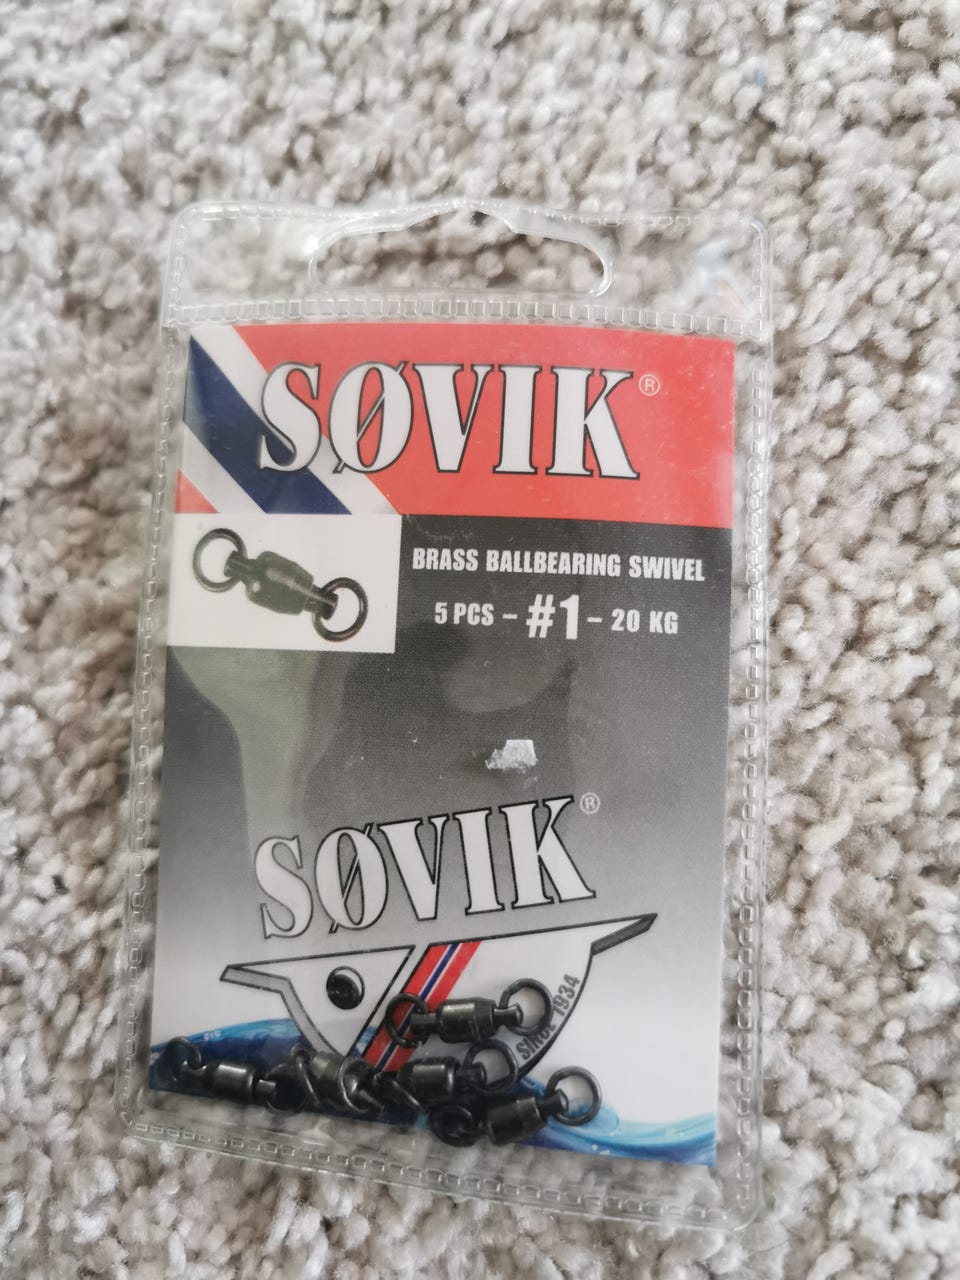 SØVIK®
BRASS BALLBEARING SWIVEL
5 PCS – #1 – 20 KG
SØVIK®
SINCE 1934